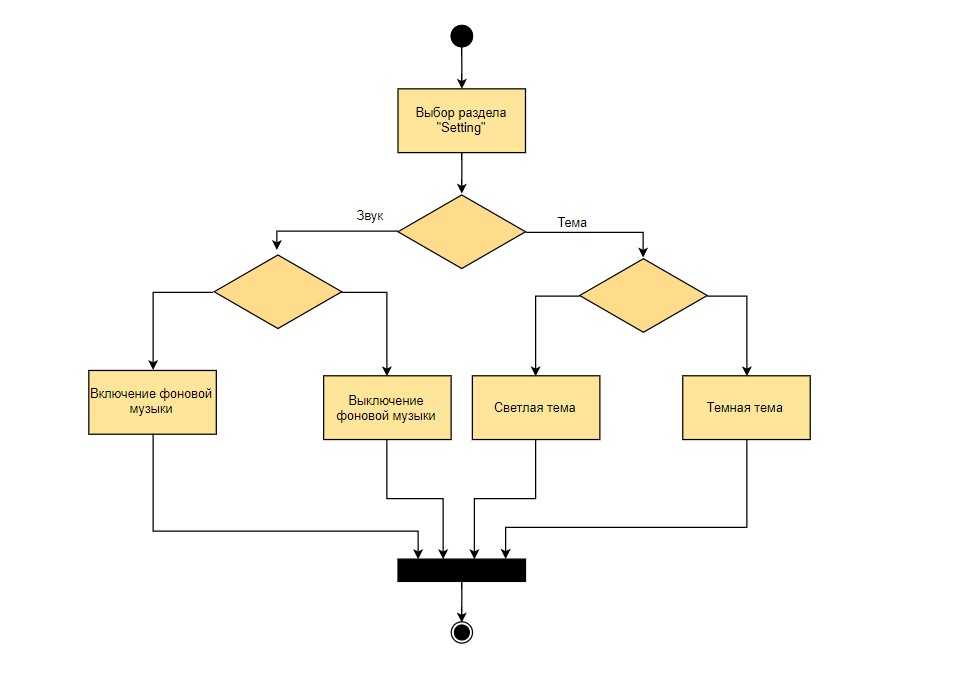 Выбор раздела
"Setting"
Звук
Тема
Включение фоновой
музыки
Выключение
фоновой музыки
Светлая тема
Темная тема